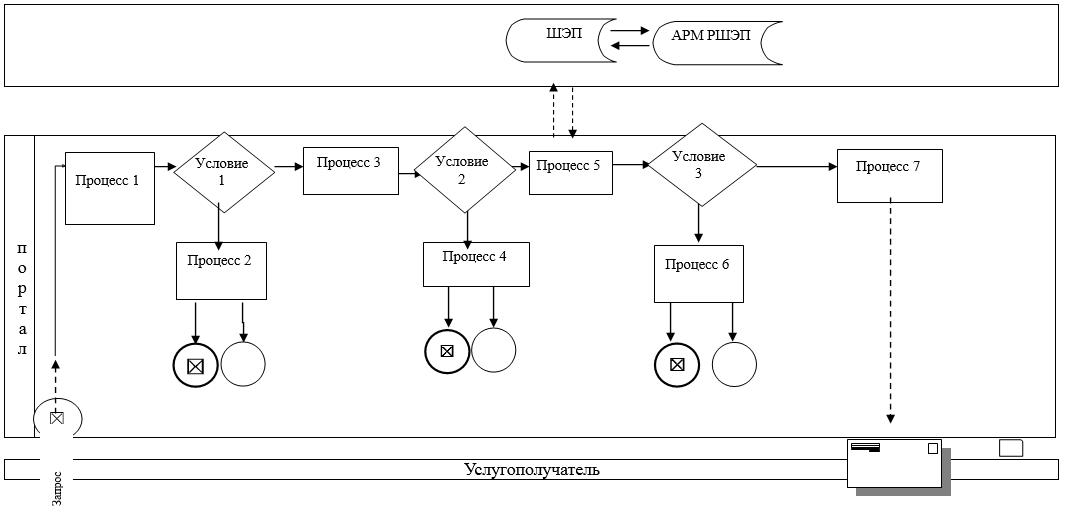 ШЭП
АРМ РШЭП
портал
Процесс 1
Условие
1
Процесс 3
Условие
2
Процесс 5
Условие
3
Процесс 7
Процесс 2
Процесс 4
Процесс 6
Запрос
Услугополучатель